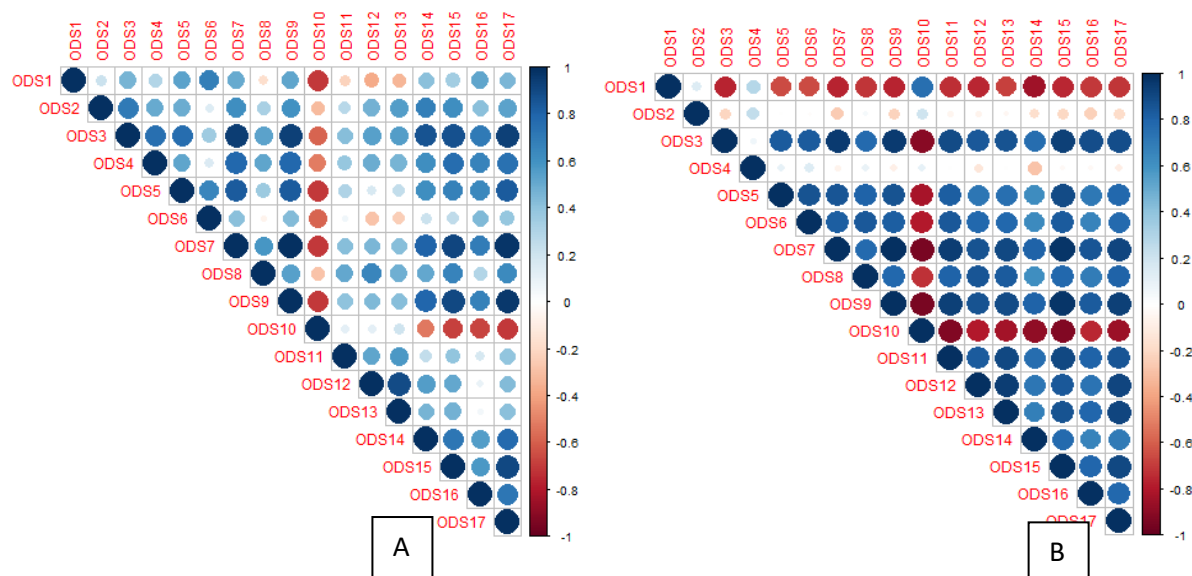 ODS1 ODS2 ODS3 ODS4 ODS5 ODS6 ODS7 ODS8 ODS9 ODS10 ODS11 ODS12 ODS13 ODS14 ODS15 ODS16 ODS17
ODS1
ODS2
ODS3
ODS4
ODS5
ODS6
ODS7
ODS8
ODS9
ODS10
ODS11
ODS12
ODS13
ODS14
ODS15
ODS16
ODS17
1
0.8
0.6
0.4
0.2
0
-0.2
-0.4
-0.6
-0.8
-1
A
ODS1 ODS2 ODS3 ODS4 ODS5 ODS6 ODS7 ODS8 ODS9 ODS10 ODS11 ODS12 ODS13 ODS14 ODS15 ODS16 ODS17
ODS1
ODS2
ODS3
ODS4
ODS5
ODS6
ODS7
ODS8
ODS9
ODS10
ODS11
ODS12
ODS13
ODS14
ODS15
ODS16
ODS17
1
0.8
0.6
0.4
0.2
0
-0.2
-0.4
-0.6
-0.8
-1
B